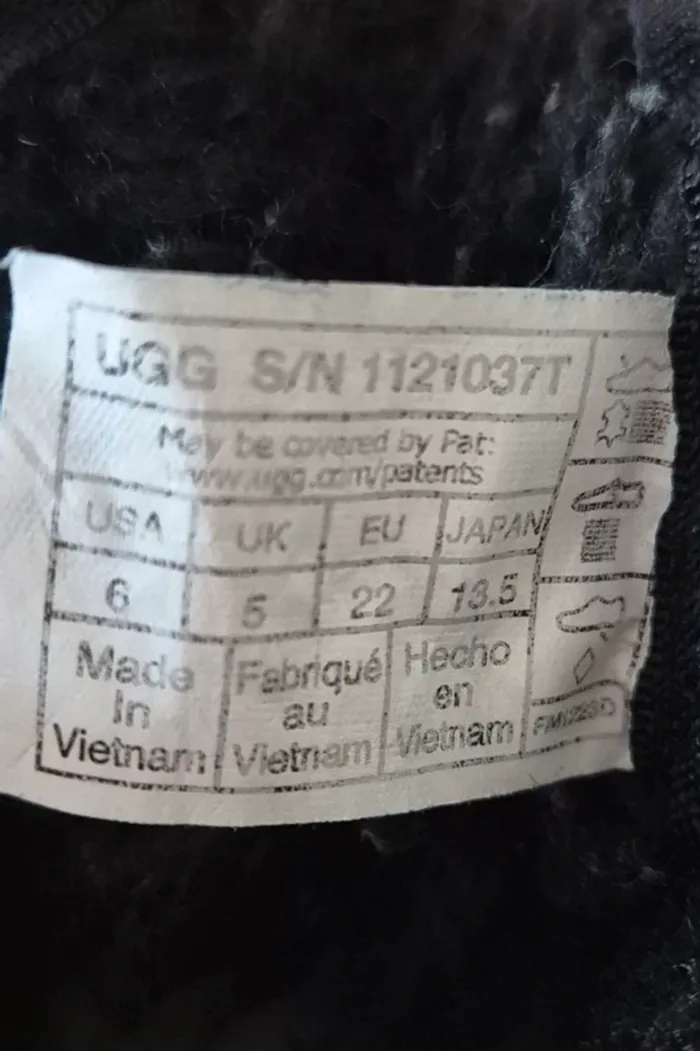 UGG S/N 1121037T
May be covered by Pat:
www.ugg.com/patents
USA UK EU JAPAN
6 5 22 13.5
Made In Vietnam
Fabriqué au Vietnam
Hecho en Vietnam